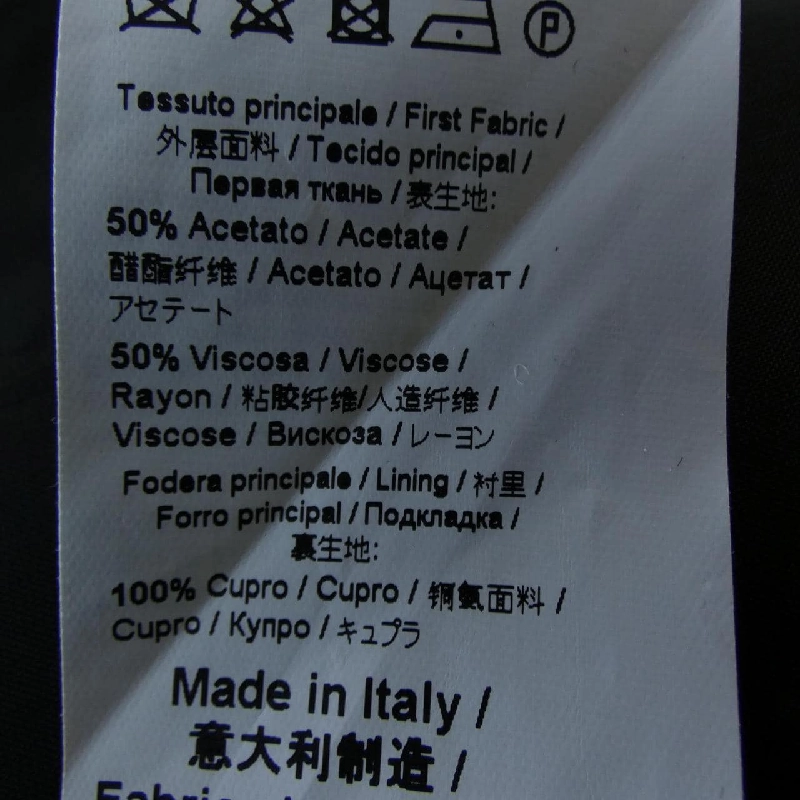 P
Tessuto principale / First Fabric /
外层面料 / Tecido principal /
Первая ткань / 表生地:
50% Acetato / Acetate /
醋酯纤维 / Acetato / Ацетат /
アセテート
50% Viscosa / Viscose /
Rayon / 粘胶纤维/人造纤维 /
Viscose / Вискоза / レーヨン
Fodera principale / Lining / 衬里 /
Forro principal / Подкладка /
裏生地:
100% Cupro / Cupro / 铜氨面料 /
Cupro / Купро / キュプラ
Made in Italy /
意大利制造 /